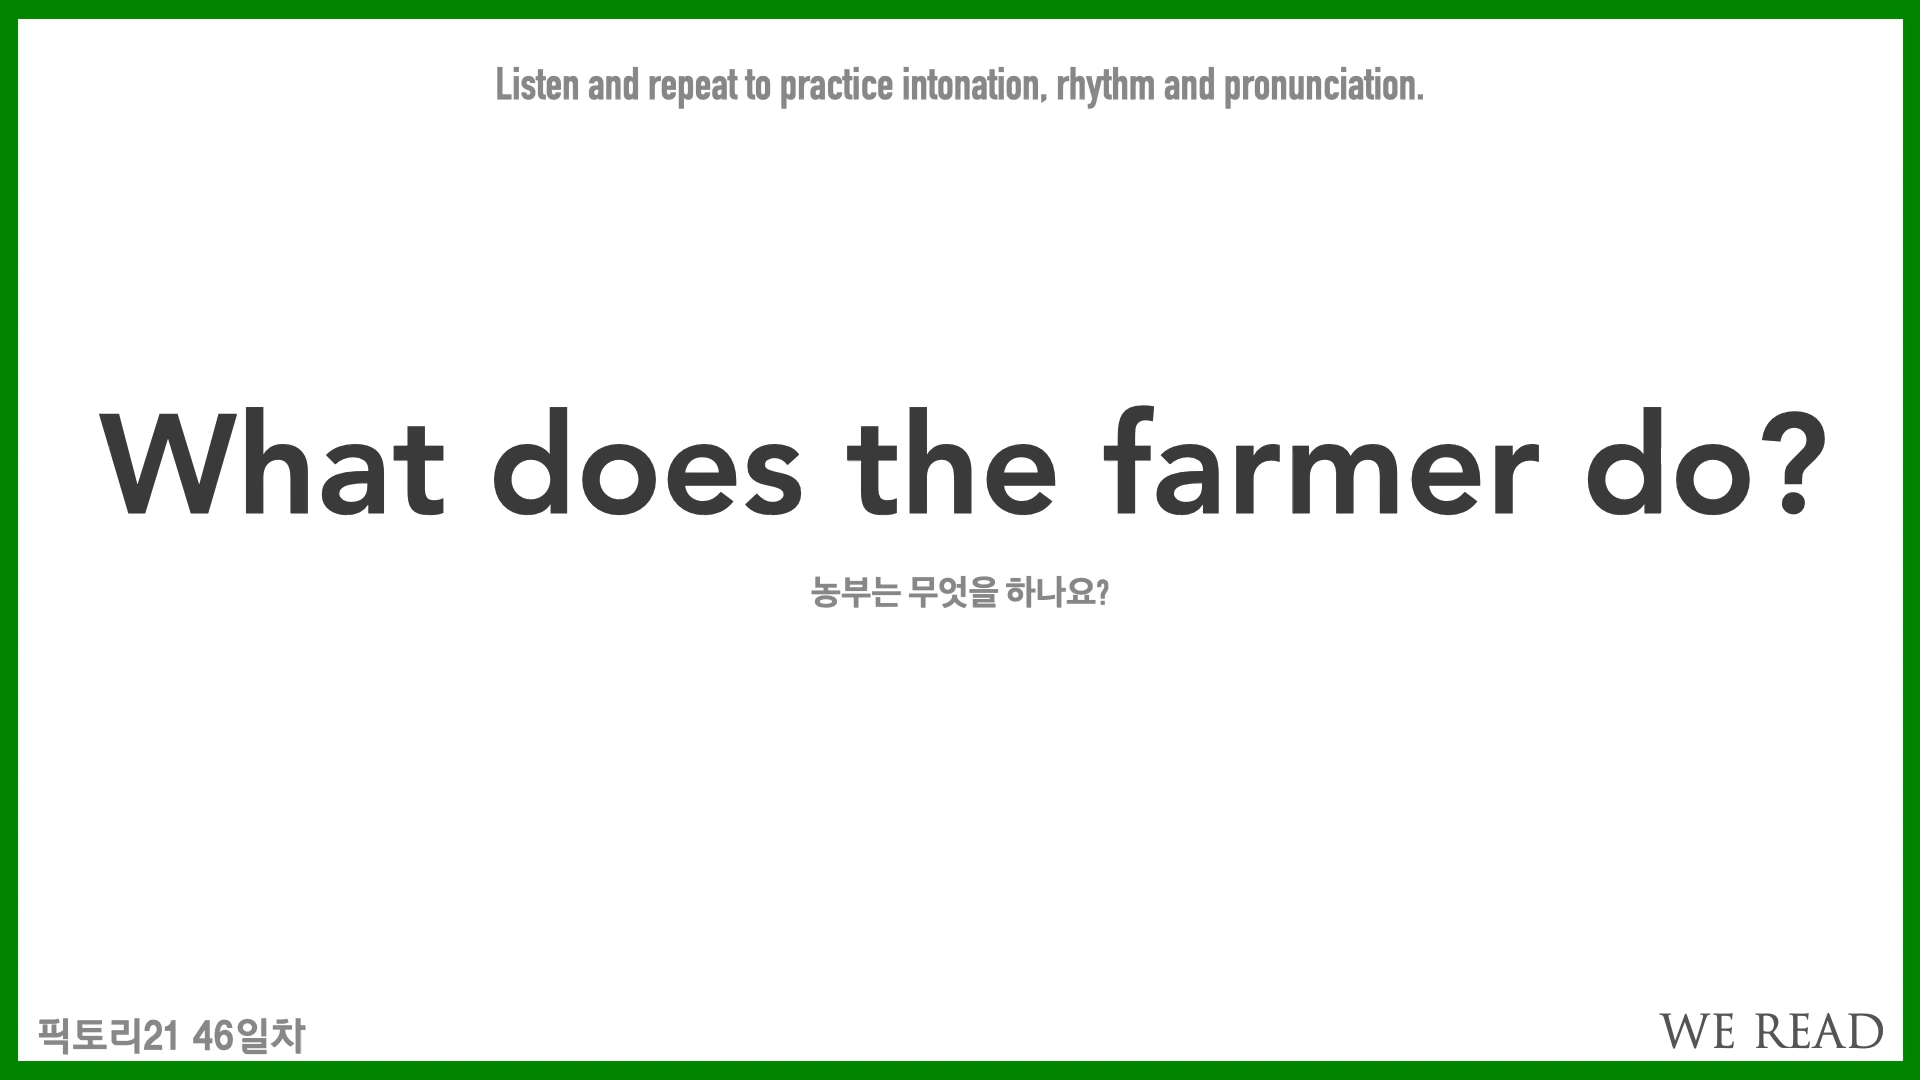 Listen and repeat to practice intonation, rhythm and pronunciation.
What does the farmer do?
농부는 무엇을 하나요?
픽토리21 46일차
WE READ